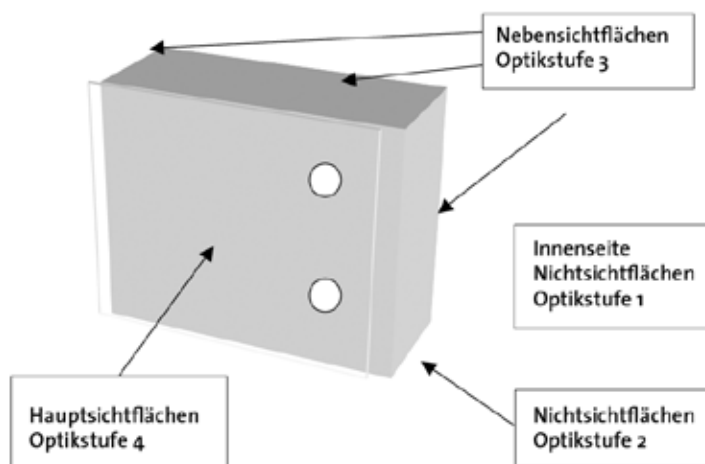 Nebensichtflächen
Optikstufe 3
Innenseite
Nichtsichtflächen
Optikstufe 1
Hauptsichtflächen
Optikstufe 4
Nichtsichtflächen
Optikstufe 2